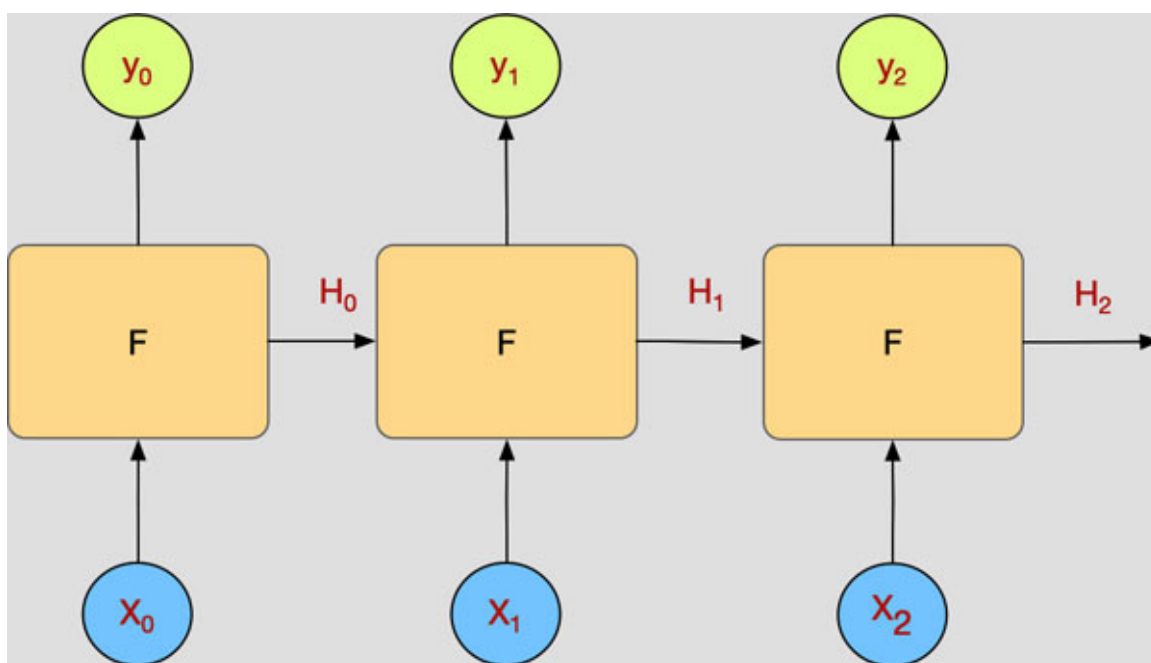 y₀ y₁ y₂
H₀ H₁ H₂
F F F
X₀ X₁ X2